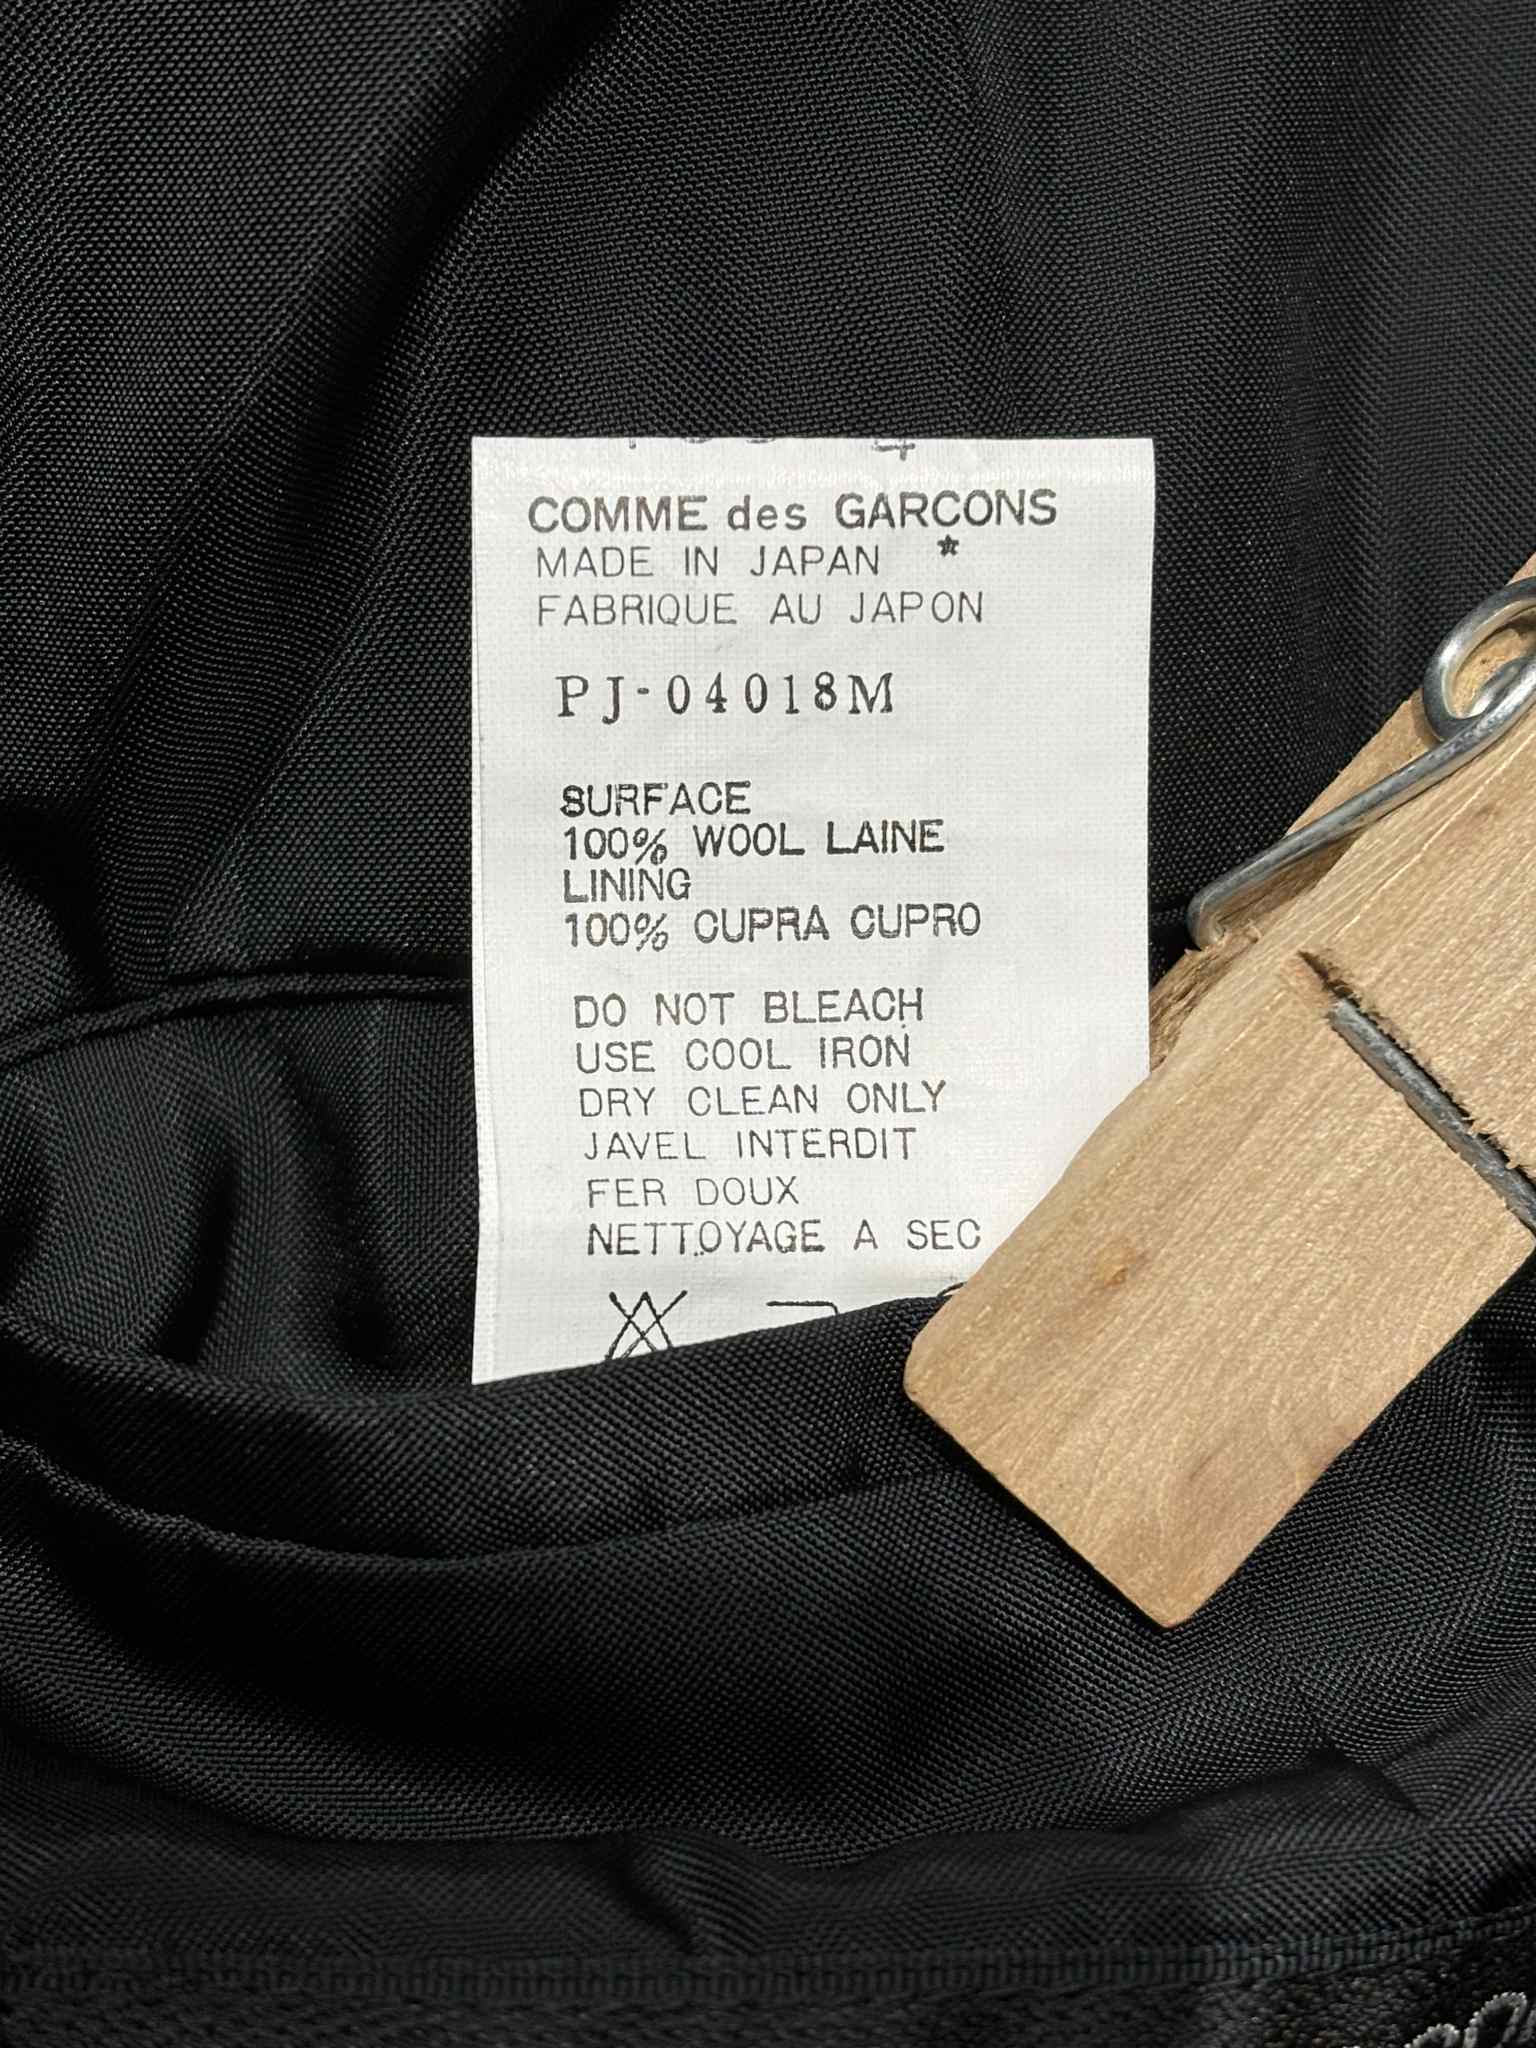 COMME des GARCONS
MADE IN JAPAN ★
FABRIQUE AU JAPON
PJ-04018M
SURFACE
100% WOOL LAINE
LINING
100% CUPRA CUPRO
DO NOT BLEACH
USE COOL IRON
DRY CLEAN ONLY
JAVEL INTERDIT
FER DOUX
NETTOYAGE A SEC